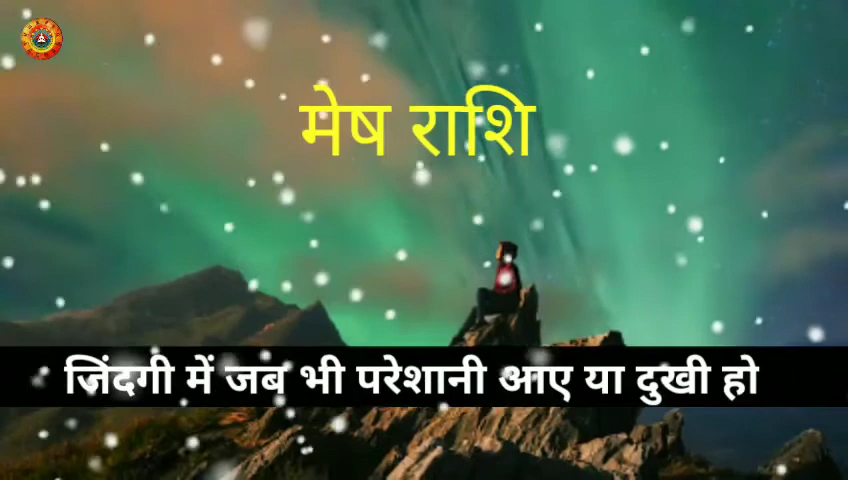 मेष राशि
जिंदगी में जब भी परेशानी आए या दुखी हो